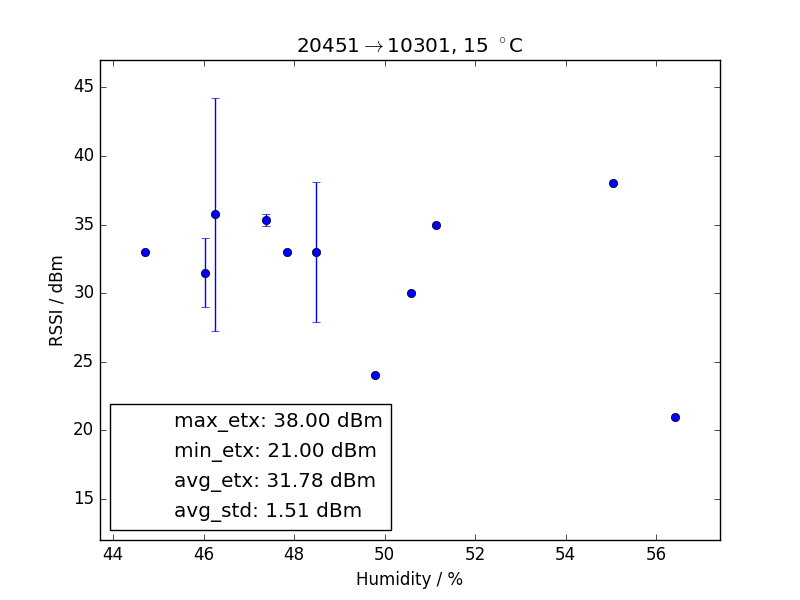 20451→10301, 15 °C
RSSI / dBm
45
40
35
30
25
20
15
max_etx: 38.00 dBm
min_etx: 21.00 dBm
avg_etx: 31.78 dBm
avg_std: 1.51 dBm
44 46 48 50 52 54 56
Humidity / %